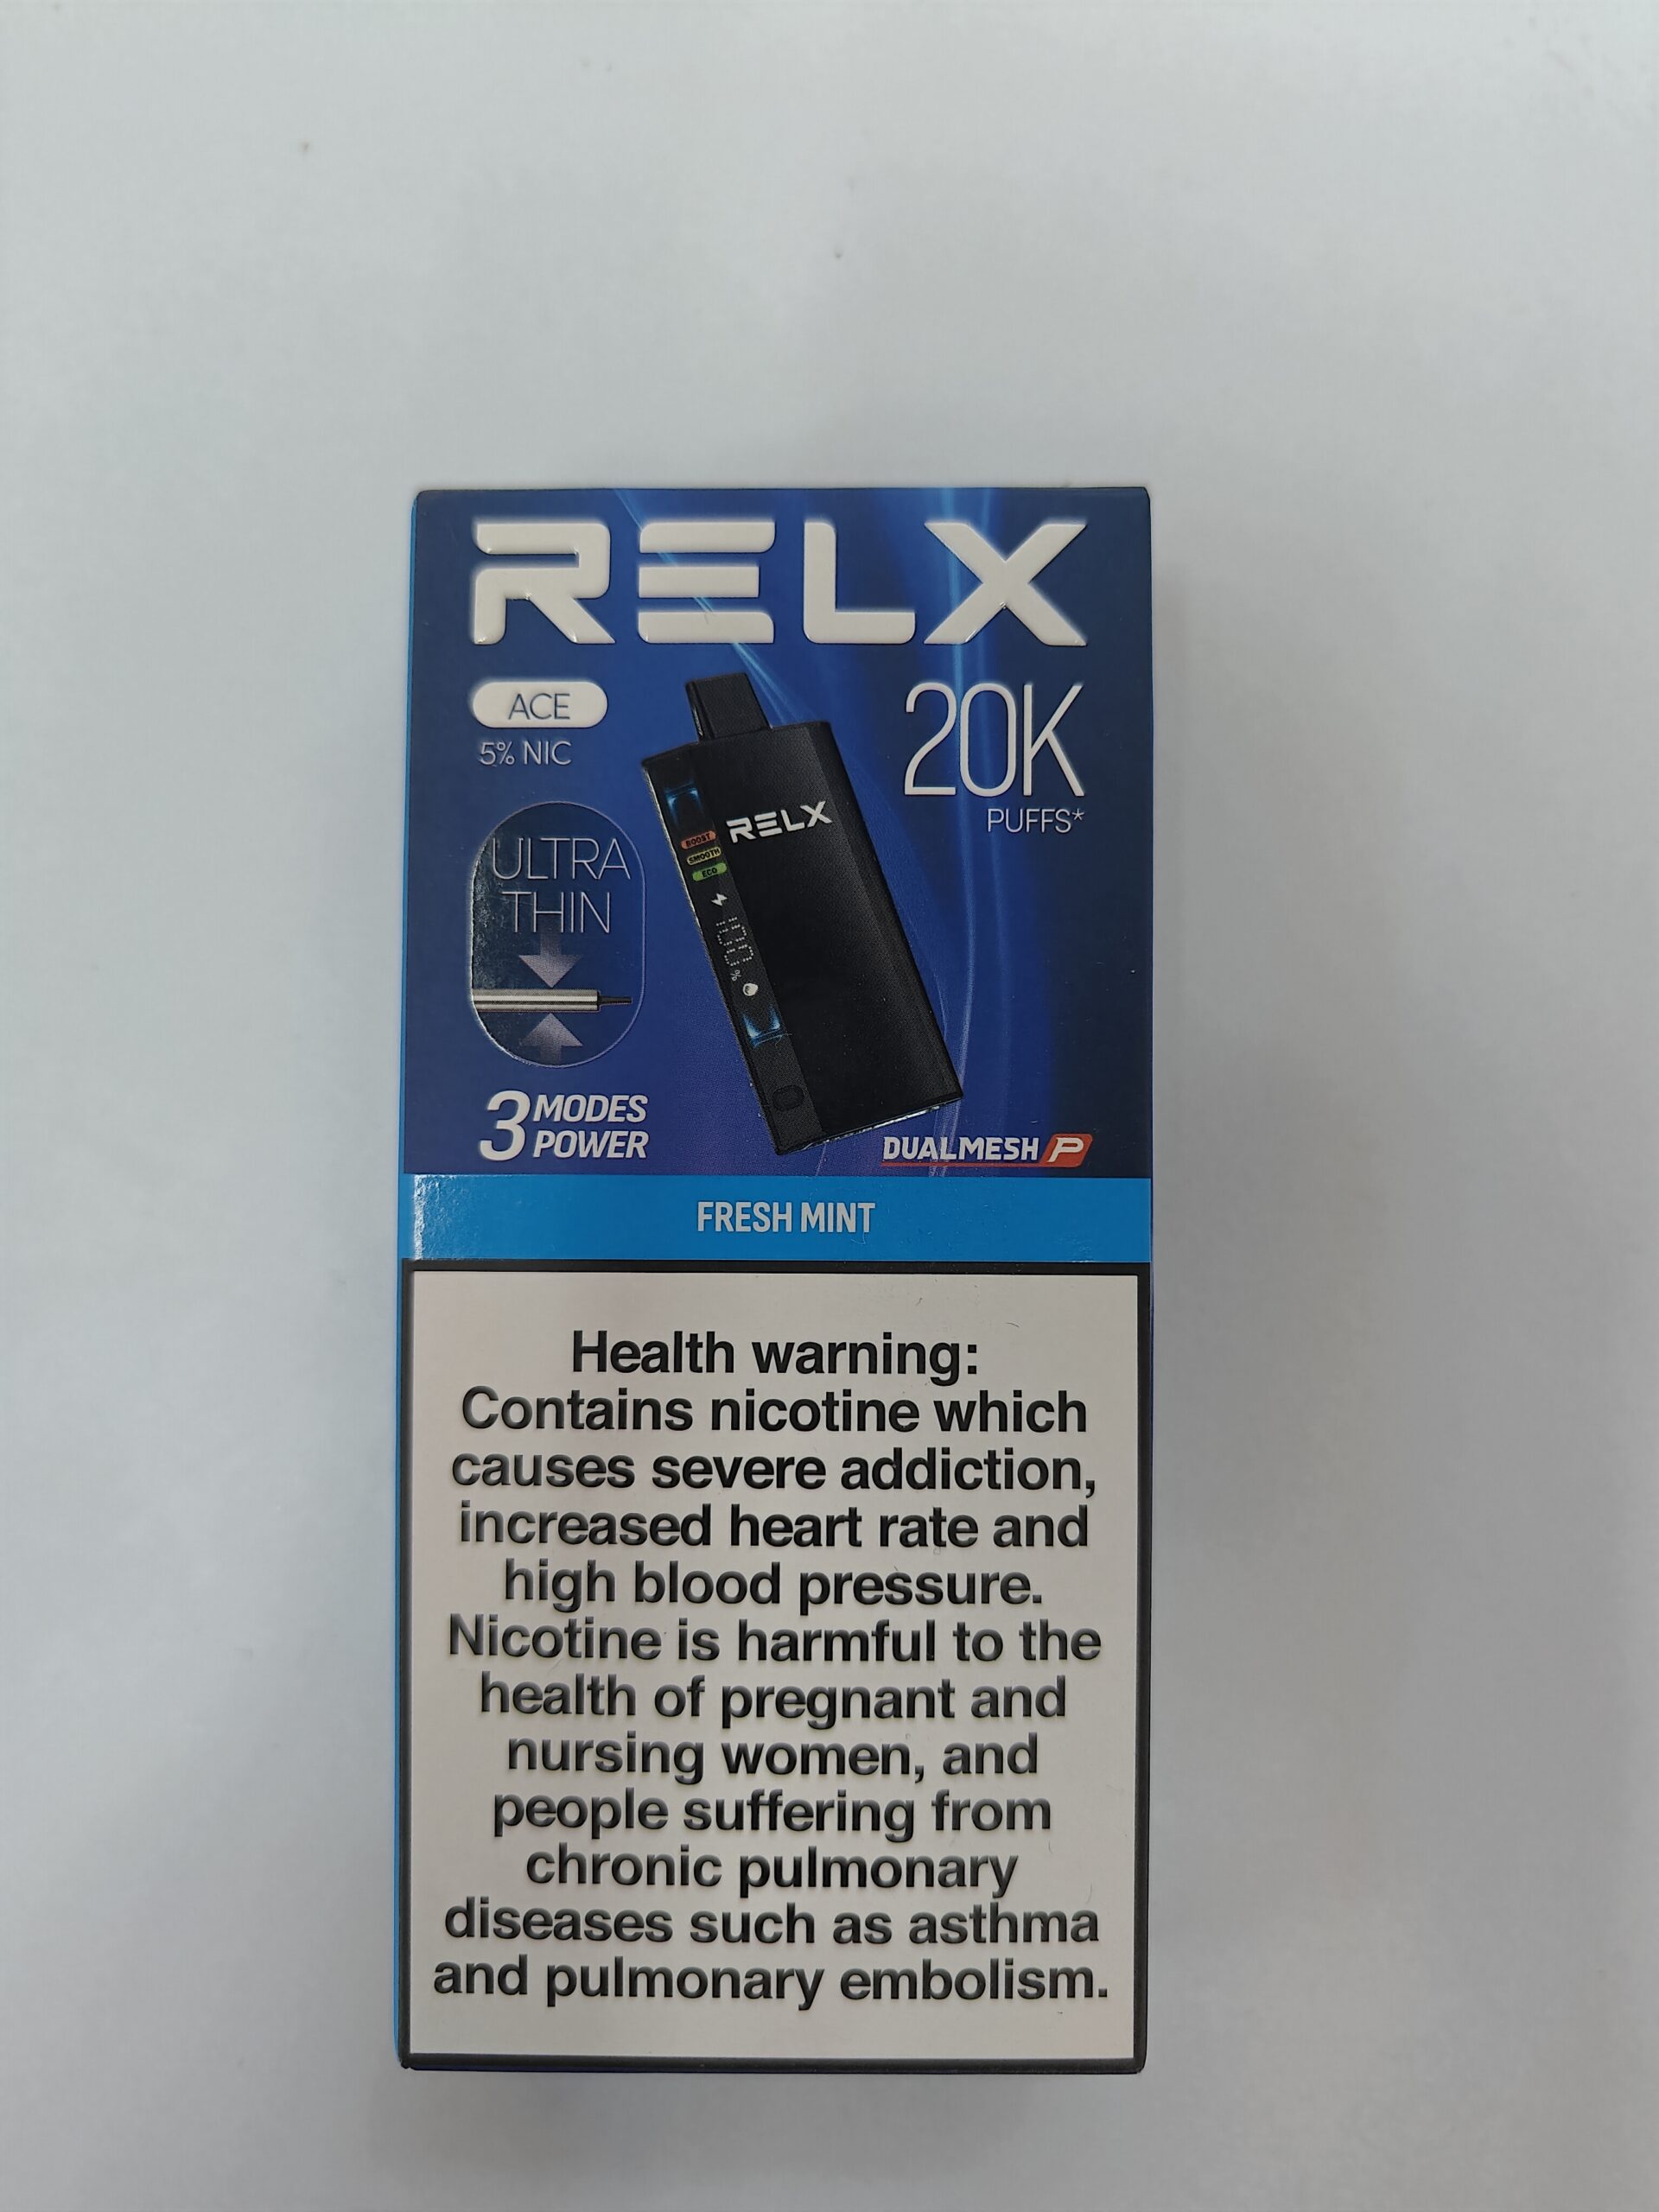 RELX
ACE
5% NIC
20K
PUFFS*
ULTRA
THIN
RELX
BOOST
SMOOTH
ECO
100%
3 MODES
POWER
DUALMESH P
FRESH MINT
Health warning:
Contains nicotine which
causes severe addiction,
increased heart rate and
high blood pressure.
Nicotine is harmful to the
health of pregnant and
nursing women, and
people suffering from
chronic pulmonary
diseases such as asthma
and pulmonary embolism.